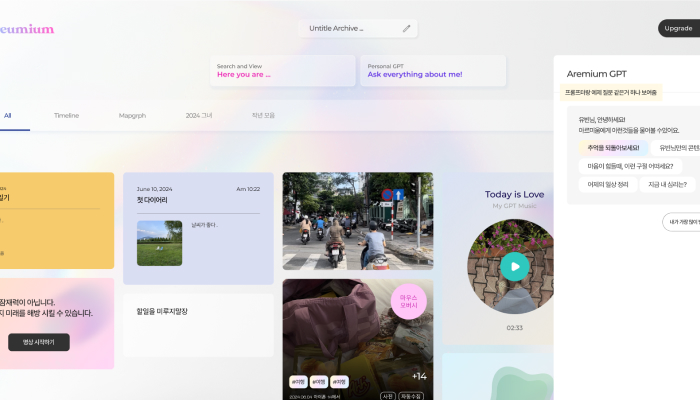 eumium
Untitle Archive ...
Upgrade
Search and View
Here you are ...
Personal GPT
Ask everything about me!
Aremium GPT
프롬프터랑 예제 질문 같은거 하나 보여줌
All
Timeline
Mapgrph
2024 그녀
작년 모음
유빈님, 안녕하세요!
아르미움에게 이런것들을 물어볼 수있어요.
추억을 되돌아보세요!
유빈님만의 콘텐
마음이 힘들때, 이런 구절 어떠세요?
어제의 일상 정리
지금 내 심리는?
내가 가장 많이
024
일기
June 10, 2024
Am 10:22
첫 다이어리
날씨가 좋다 .
Today is Love
My GPT Music
02:33
잠재력이 아닙니다.
지 미래를 해방 시킬 수 있습니다.
명상 시작하기
할일을 미루지말장
마우스
오버시
+14
#여행
#여행
#여행
사진
자동수집